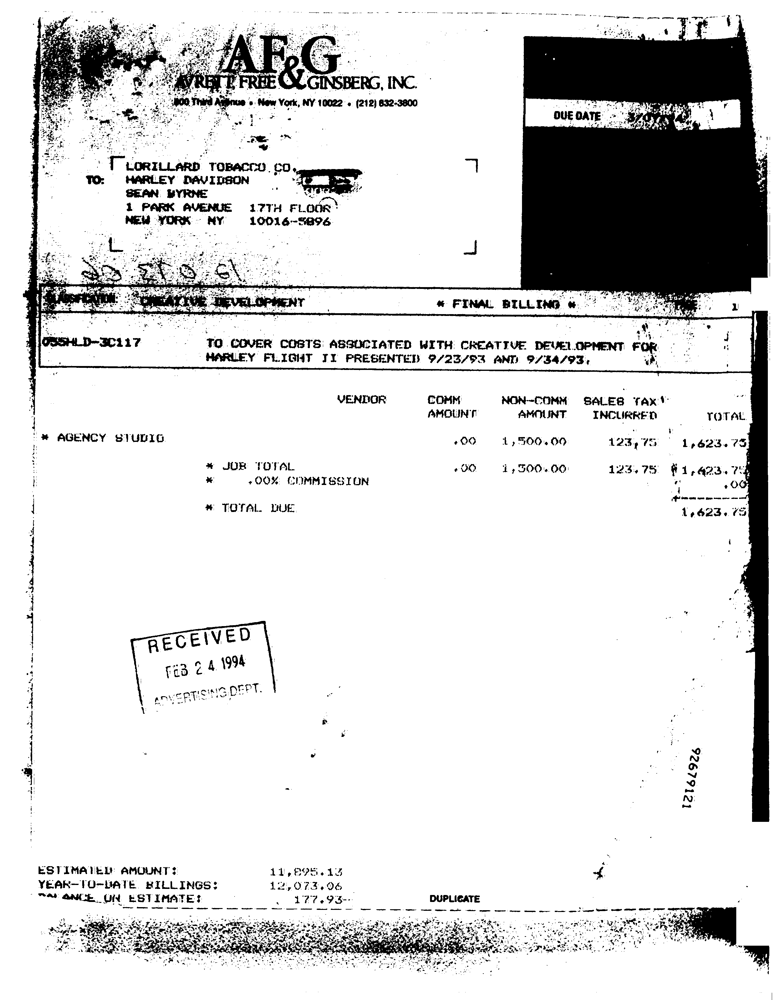 AF&G
AVRETT, FREE & GINSBERG, INC.
800 Third Avenue • New York, NY 10022 • (212) 832-3800
DUE DATE
TO: LORILLARD TOBACCO CO.
HARLEY DAVIDSON
SEAN BYRNE
1 PARK AVENUE 17TH FLOOR
NEW YORK NY 10016-5896
CLASSIFICATION: CREATIVE DEVELOPMENT * FINAL BILLING * 1
055HLD-3C117 TO COVER COSTS ASSOCIATED WITH CREATIVE DEVELOPMENT FOR
HARLEY FLIGHT II PRESENTED 9/23/93 AND 9/34/93.
VENDOR COMM NON-COMM SALES TAX
AMOUNT AMOUNT INCURRED TOTAL
* AGENCY STUDIO .00 1,500.00 123.75 1,623.75
* JOB TOTAL .00 1,500.00 123.75 1,623.75
* .00% COMMISSION .00
* TOTAL DUE 1,623.75
RECEIVED
FEB 24 1994
ADVERTISING DEPT.
92679121
ESTIMATED AMOUNT: 11,895.13
YEAR-TO-DATE BILLINGS: 12,073.06
BALANCE ON ESTIMATE: 177.93-
DUPLICATE